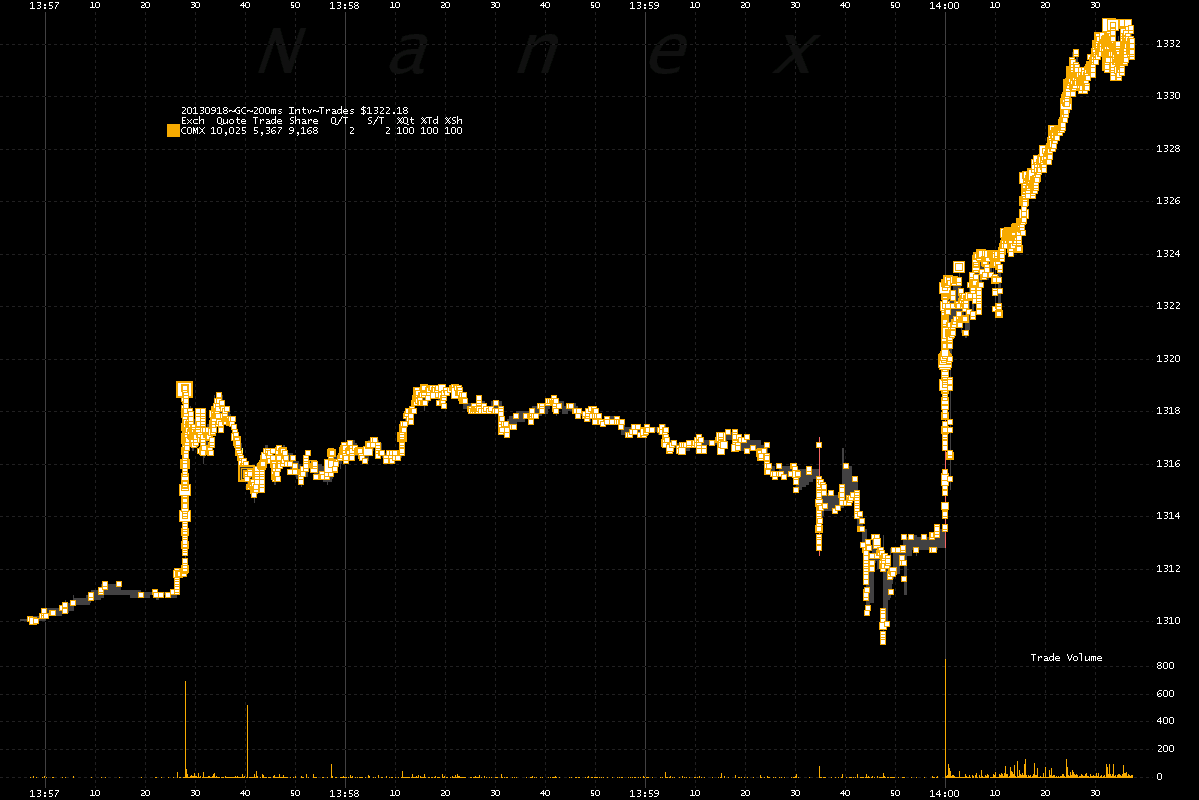 13:57 10 20 30 40 50 13:58 10 20 30 40 50 13:59 10 20 30 40 50 14:00 10 20 30
N a n e x
20130918~GC~200ms Intv~Trades $1322.18
Exch Quote Trade Share Q/T S/T %Qt %Td %Sh
COMX 10,025 5,367 9,168 2 2 100 100 100
1332
1330
1328
1326
1324
1322
1320
1318
1316
1314
1312
1310
Trade Volume
800
600
400
200
0
13:57 10 20 30 40 50 13:58 10 20 30 40 50 13:59 10 20 30 40 50 14:00 10 20 30